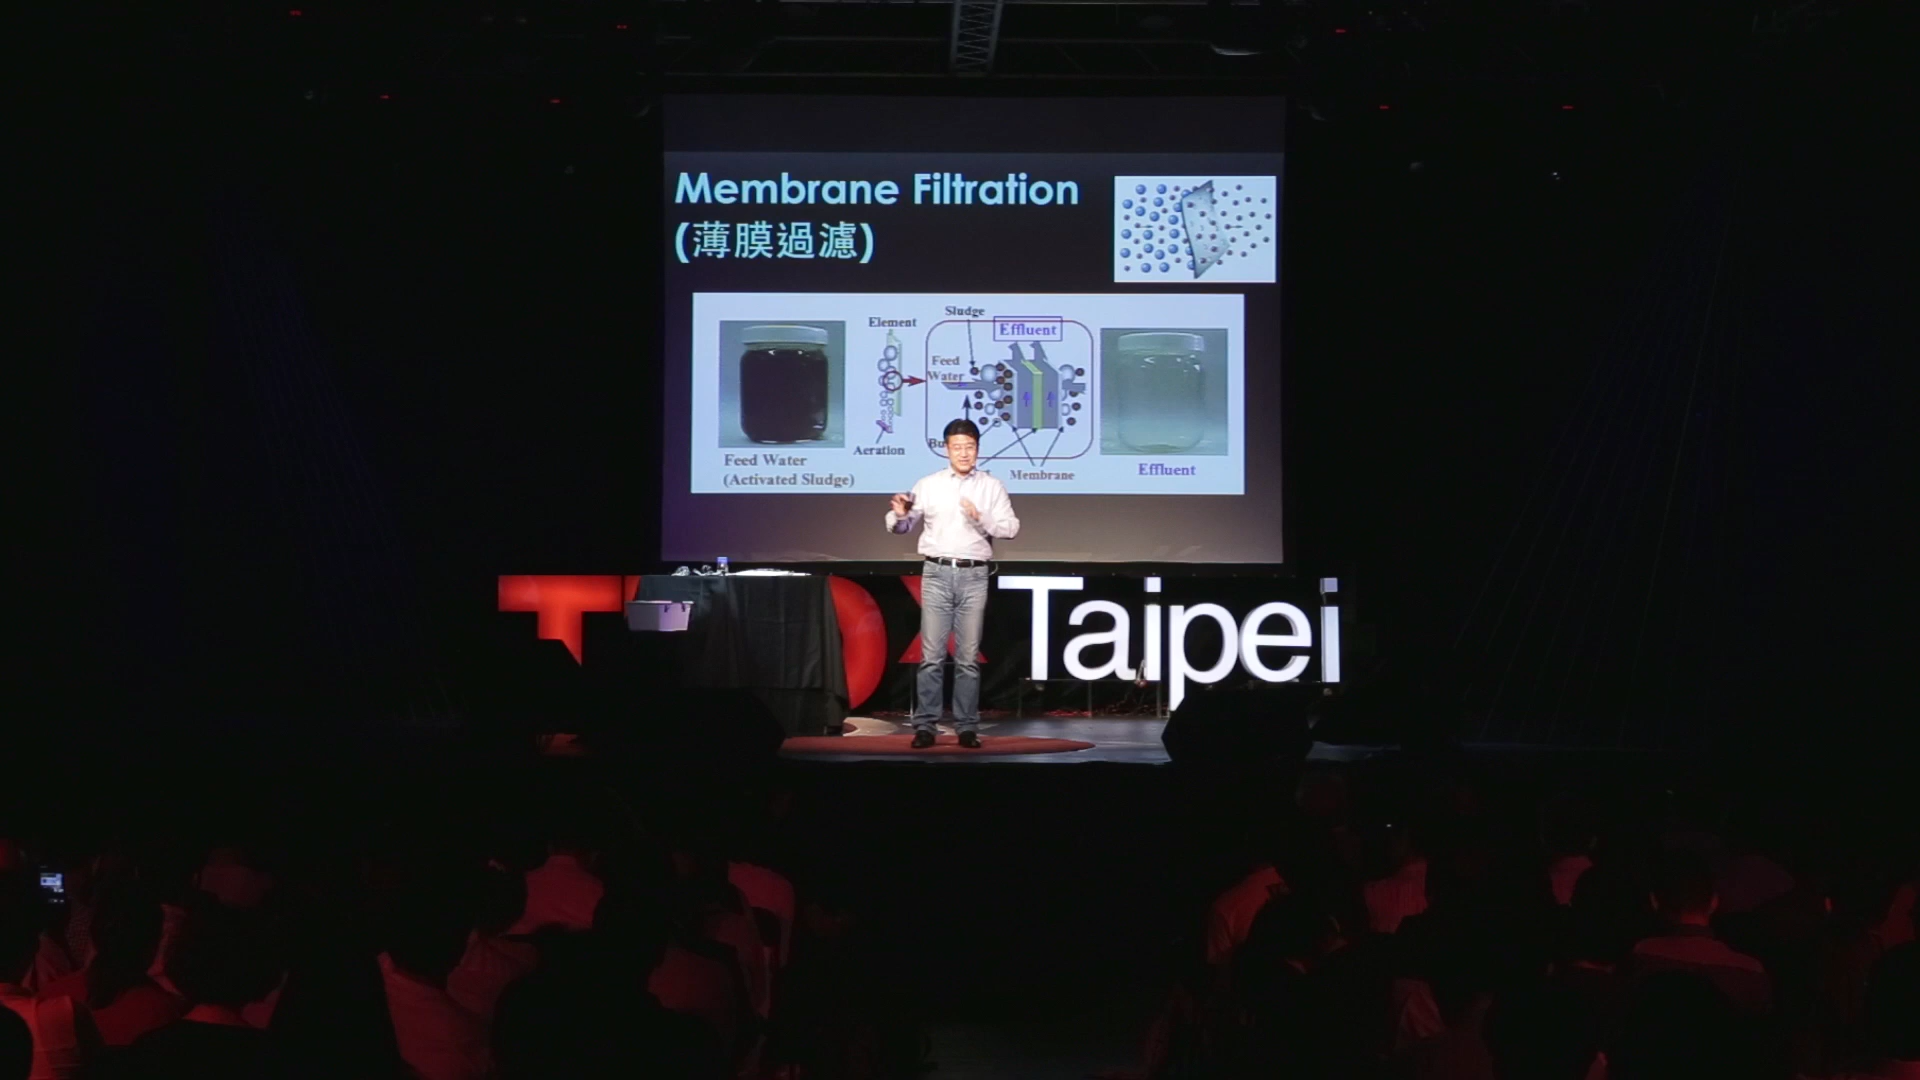 Membrane Filtration
(薄膜過濾)
Element
Sludge
Effluent
Feed
Water
Aeration
Membrane
Feed Water
(Activated Sludge)
Effluent
Taipei